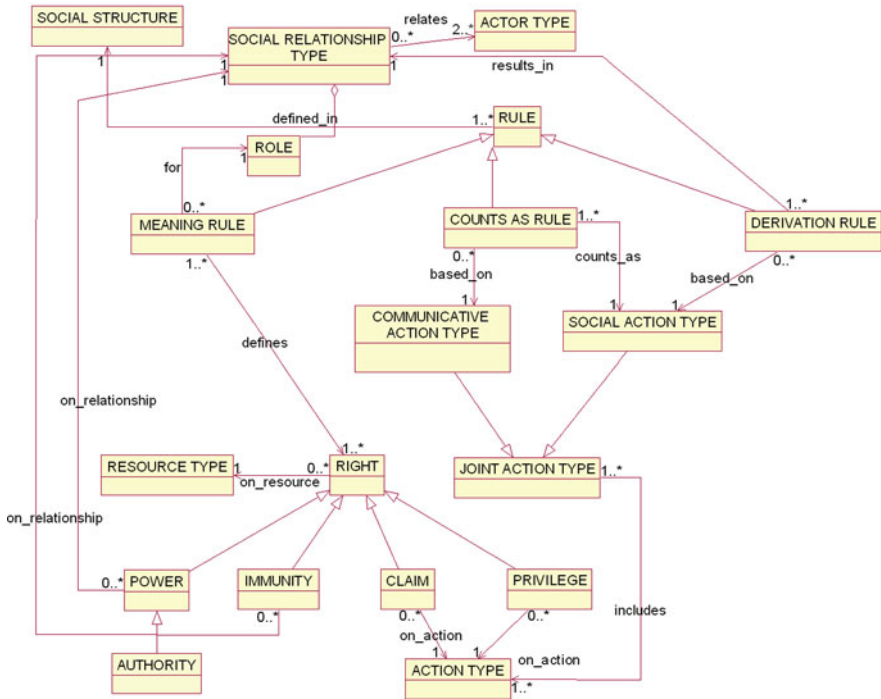 SOCIAL STRUCTURE
SOCIAL RELATIONSHIP
TYPE
relates
0..*
2..*
ACTOR TYPE
1
1
1
1
results_in
defined_in
1..*
RULE
for
1
ROLE
0..*
MEANING RULE
1..*
COUNTS AS RULE
1..*
0..*
based_on
counts_as
1..*
DERIVATION RULE
0..*
based_on
1
COMMUNICATIVE
ACTION TYPE
1
1
SOCIAL ACTION TYPE
defines
on_relationship
1..*
RESOURCE TYPE
1
0..*
on_resource
RIGHT
JOINT ACTION TYPE
1..*
on_relationship
0..*
POWER
IMMUNITY
0..*
CLAIM
0..*
PRIVILEGE
0..*
includes
on_action
1
1
on_action
AUTHORITY
ACTION TYPE
1..*